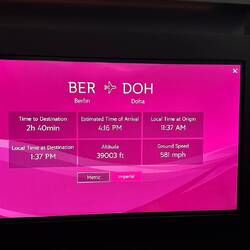 BER DOH
Berlin Doha
Time to Destination
2h 40min
Estimated Time of Arrival
4:16 PM
Local Time at Origin
11:37 AM
Local Time at Destination
1:37 PM
Altitude
39003 ft
Ground Speed
581 mph
Metric
Imperial